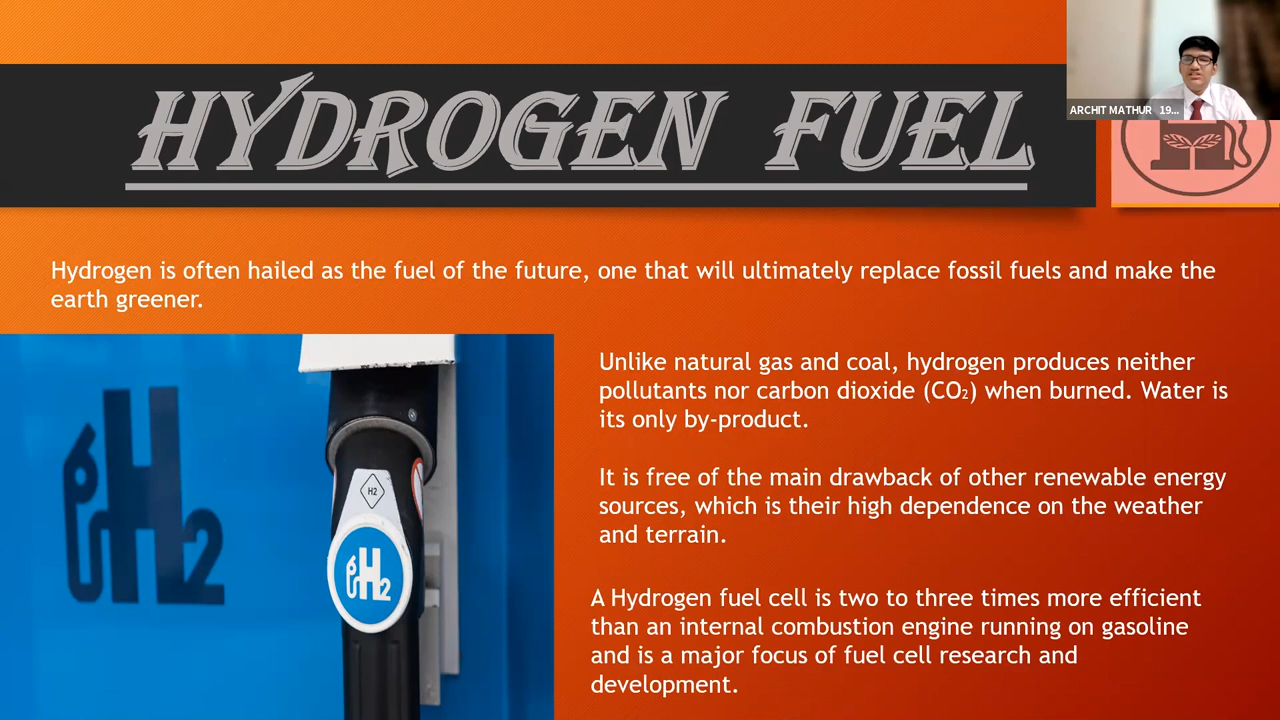 HYDROGEN FUEL
ARCHIT MATHUR 19...
Hydrogen is often hailed as the fuel of the future, one that will ultimately replace fossil fuels and make the
earth greener.
Unlike natural gas and coal, hydrogen produces neither
pollutants nor carbon dioxide (CO₂) when burned. Water is
its only by-product.
It is free of the main drawback of other renewable energy
sources, which is their high dependence on the weather
and terrain.
A Hydrogen fuel cell is two to three times more efficient
than an internal combustion engine running on gasoline
and is a major focus of fuel cell research and
development.
H2
H2
H2